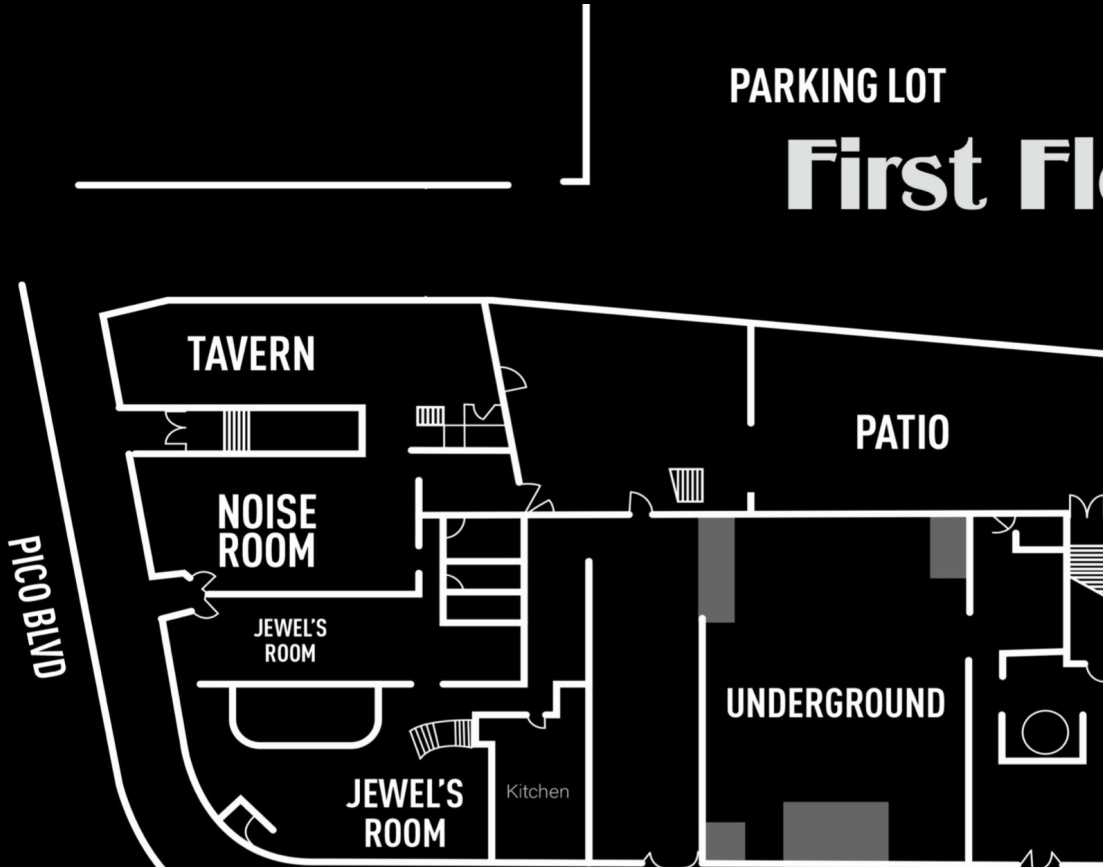 PARKING LOT
First Fl
TAVERN
PATIO
NOISE
ROOM
PICO BLVD
JEWEL'S
ROOM
UNDERGROUND
JEWEL'S
ROOM
Kitchen